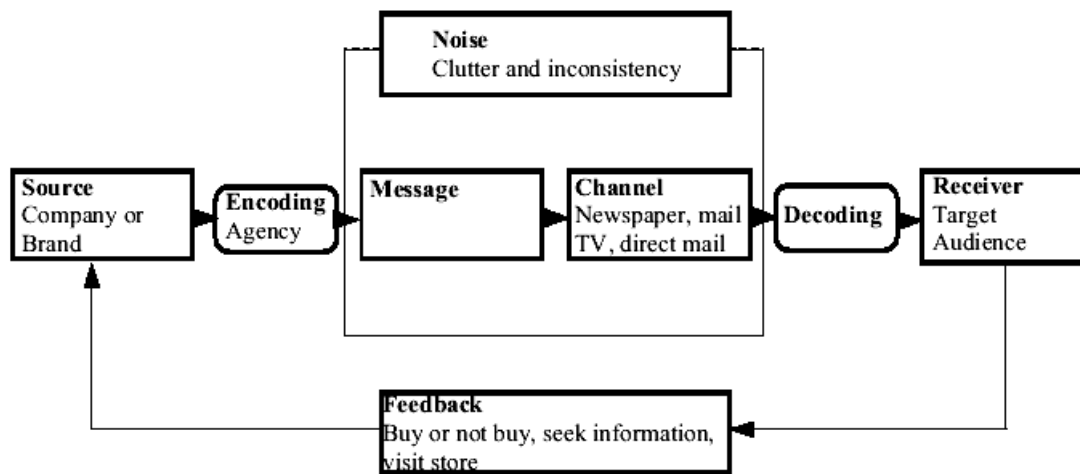 Noise
Clutter and inconsistency
Source
Company or
Brand
Encoding
Agency
Message
Channel
Newspaper, mail
TV, direct mail
Decoding
Receiver
Target
Audience
Feedback
Buy or not buy, seek information,
visit store